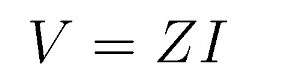 V = ZI